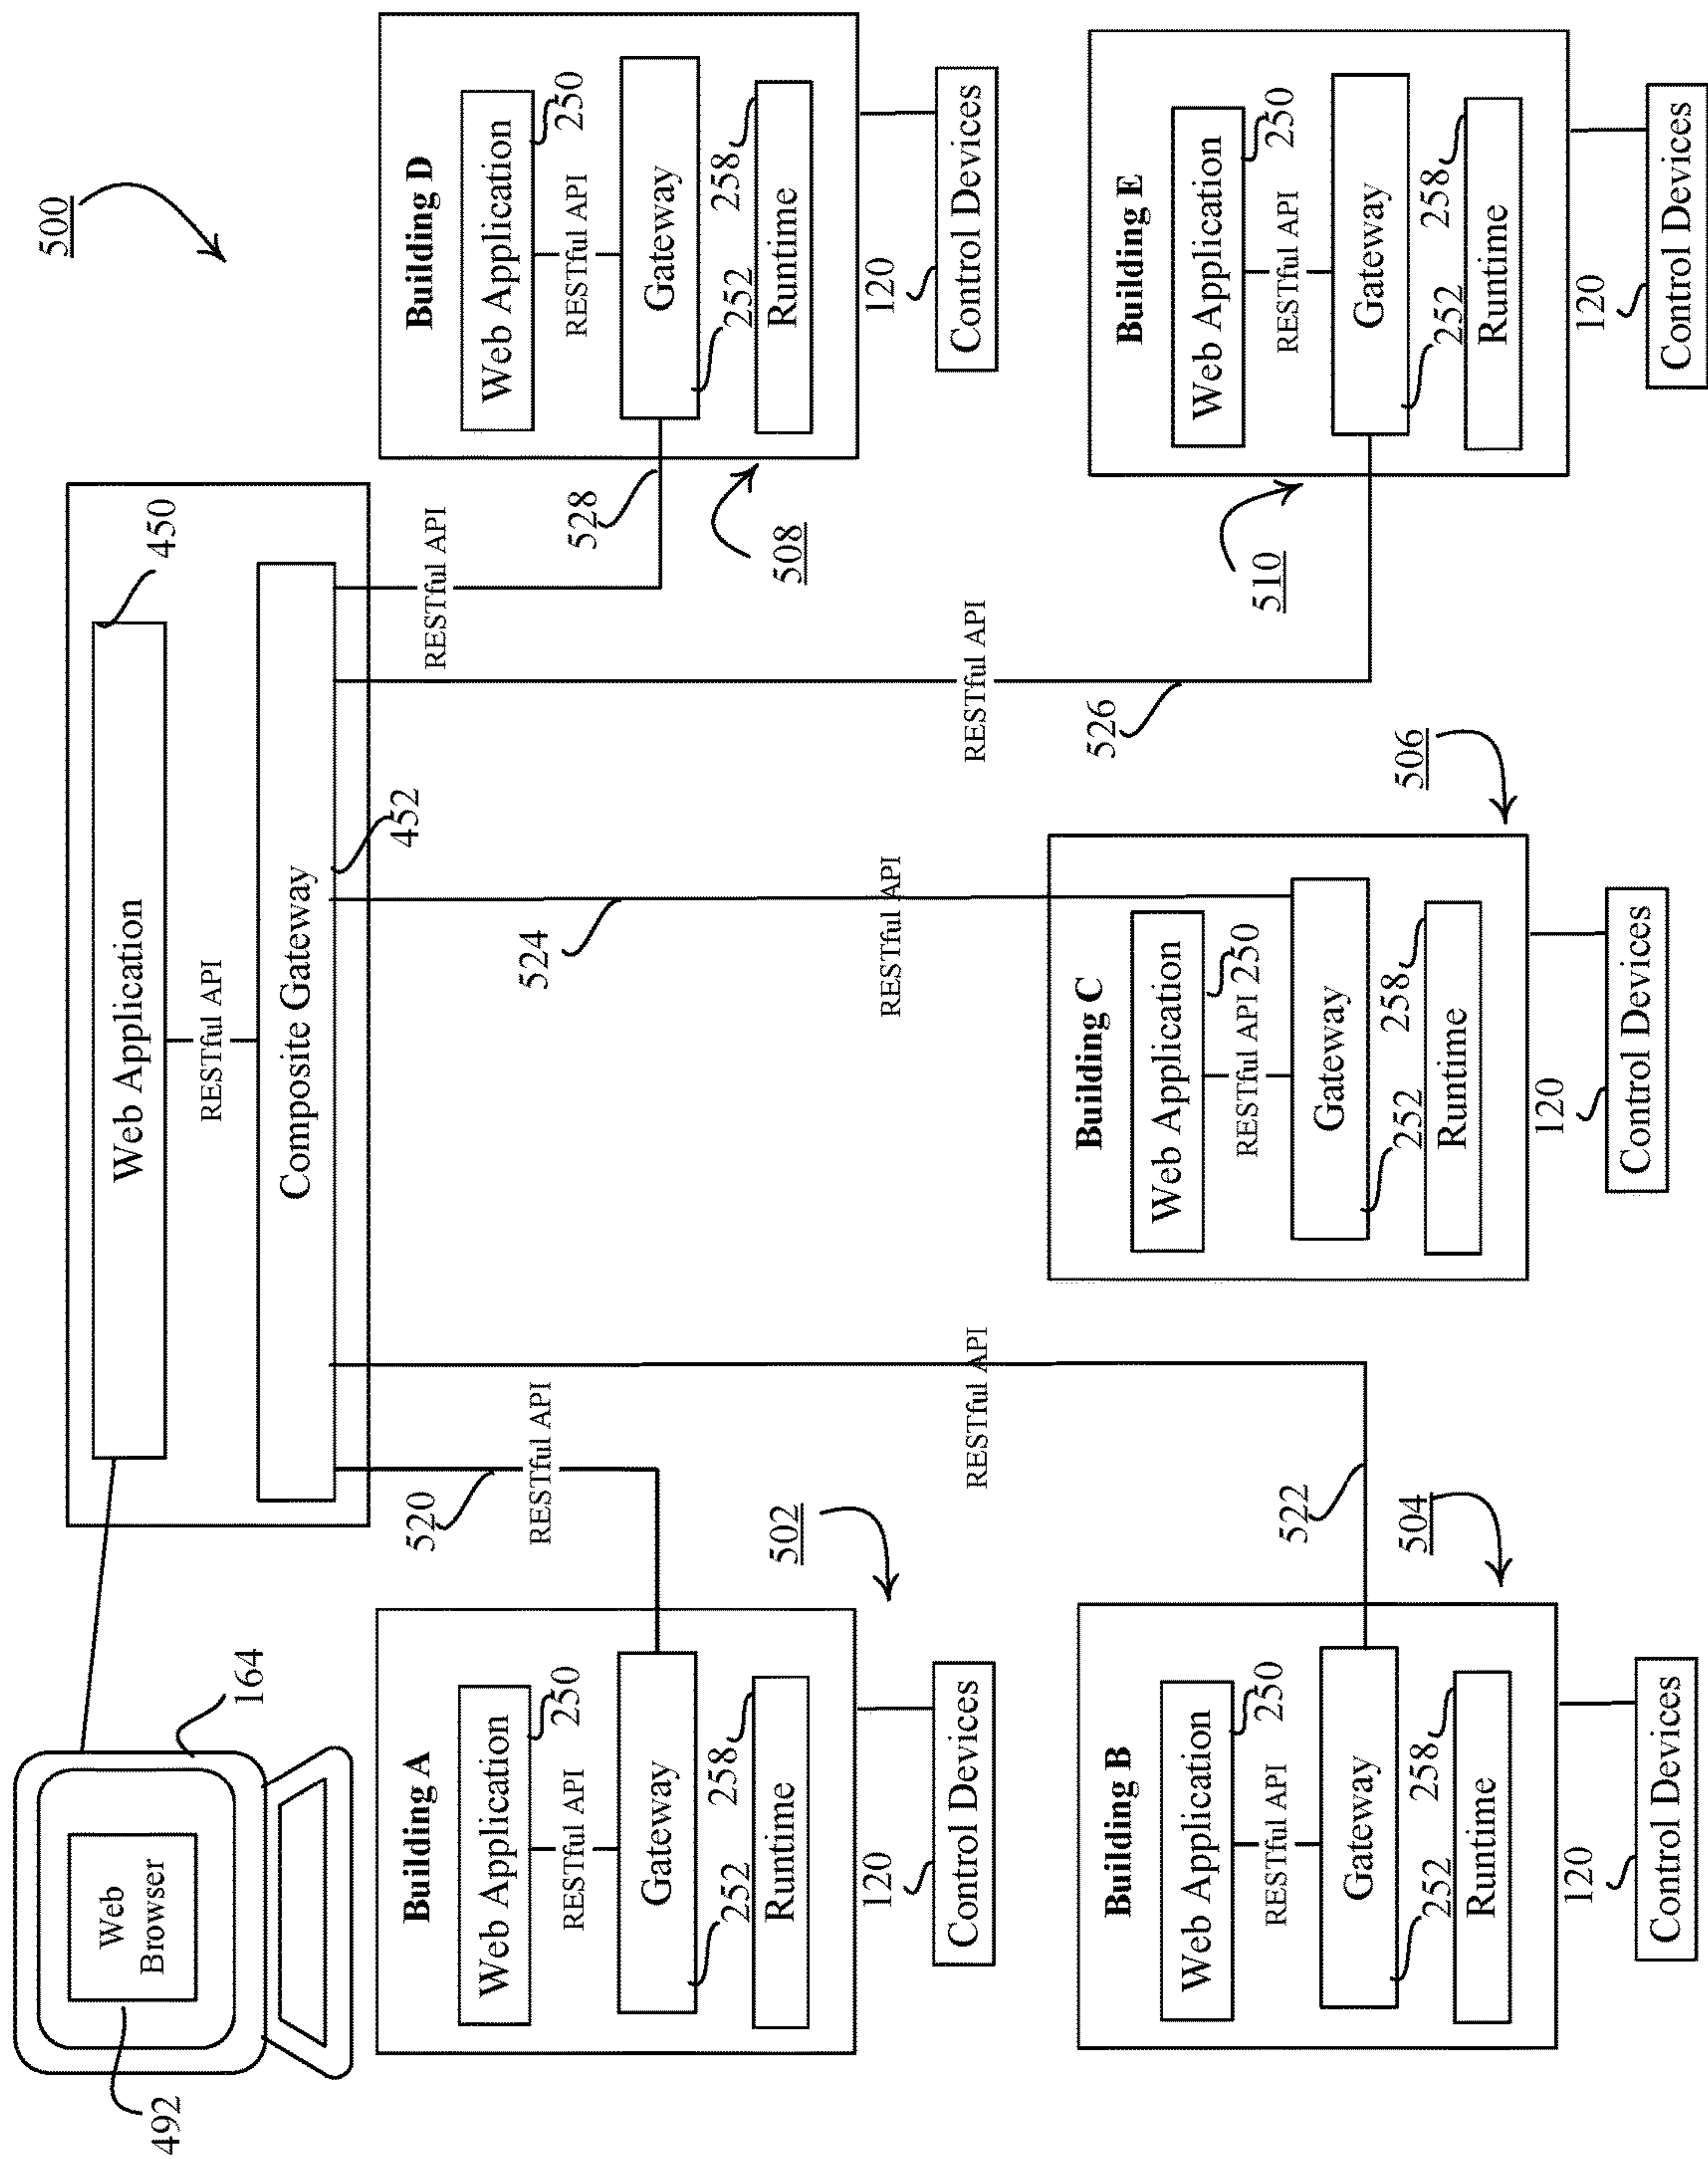 500
492
Web
Browser
164
Web Application
450
RESTful API
Composite Gateway
452
520
RESTful API
RESTful API
522
524
RESTful API
RESTful API
526
RESTful API
528
Building A
Web Application
250
RESTful API
Gateway
252
258
Runtime
120
Control Devices
502
Building D
Web Application
250
RESTful API
Gateway
252
258
Runtime
120
Control Devices
508
Building B
Web Application
250
RESTful API
Gateway
252
258
Runtime
120
Control Devices
504
Building C
Web Application
RESTful API 250
Gateway
252
258
Runtime
120
Control Devices
506
Building E
Web Application
250
RESTful API
Gateway
252
258
Runtime
120
Control Devices
510